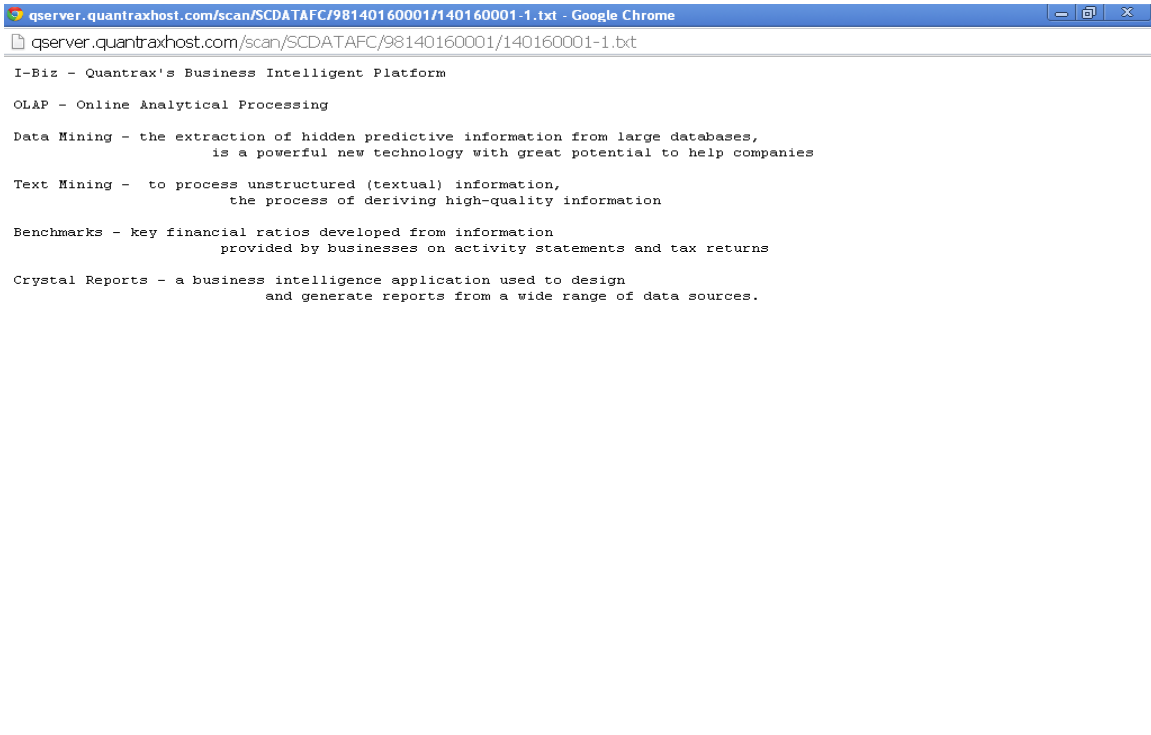 qserver.quantraxhost.com/scan/SCDATAFC/98140160001/140160001-1.txt - Google Chrome
qserver.quantraxhost.com/scan/SCDATAFC/98140160001/140160001-1.txt
I-Biz - Quantrax's Business Intelligent Platform
OLAP - Online Analytical Processing
Data Mining - the extraction of hidden predictive information from large databases,
is a powerful new technology with great potential to help companies
Text Mining - to process unstructured (textual) information,
the process of deriving high-quality information
Benchmarks - key financial ratios developed from information
provided by businesses on activity statements and tax returns
Crystal Reports - a business intelligence application used to design
and generate reports from a wide range of data sources.